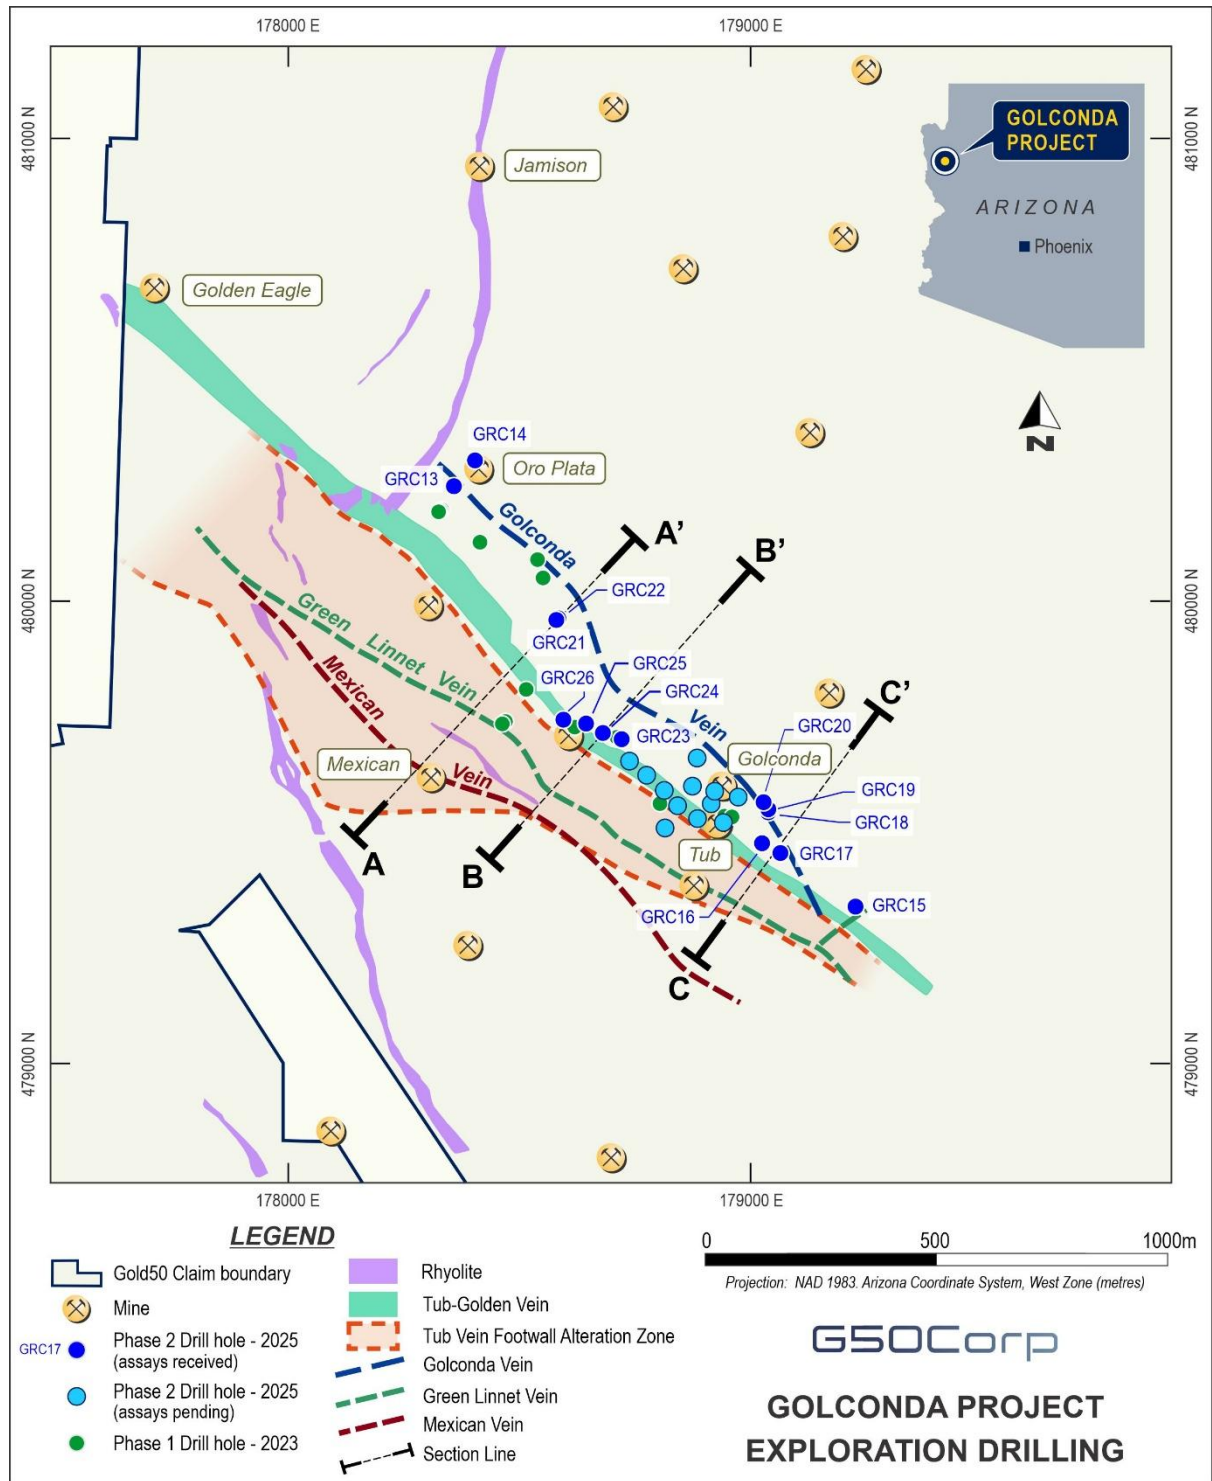 178000 E
179000 E
481000 N
481000 N
GOLCONDA
PROJECT
ARIZONA
Phoenix
Jamison
Golden Eagle
N
GRC14
Oro Plata
GRC13
Golconda
A'
B'
GRC22
480000 N
480000 N
GRC21
Green Linnet Vein
GRC25
GRC26
GRC24
Mexican
Vein
C'
GRC20
GRC23
Golconda
Mexican
Vein
GRC19
GRC18
A
B
Tub
GRC17
GRC16
GRC15
C
479000 N
479000 N
178000 E
179000 E
LEGEND
Gold50 Claim boundary
Mine
GRC17
Phase 2 Drill hole - 2025
(assays received)
Phase 2 Drill hole - 2025
(assays pending)
Phase 1 Drill hole - 2023
Rhyolite
Tub-Golden Vein
Tub Vein Footwall Alteration Zone
Golconda Vein
Green Linnet Vein
Mexican Vein
Section Line
0 500 1000m
Projection: NAD 1983. Arizona Coordinate System, West Zone (metres)
G50Corp
GOLCONDA PROJECT
EXPLORATION DRILLING